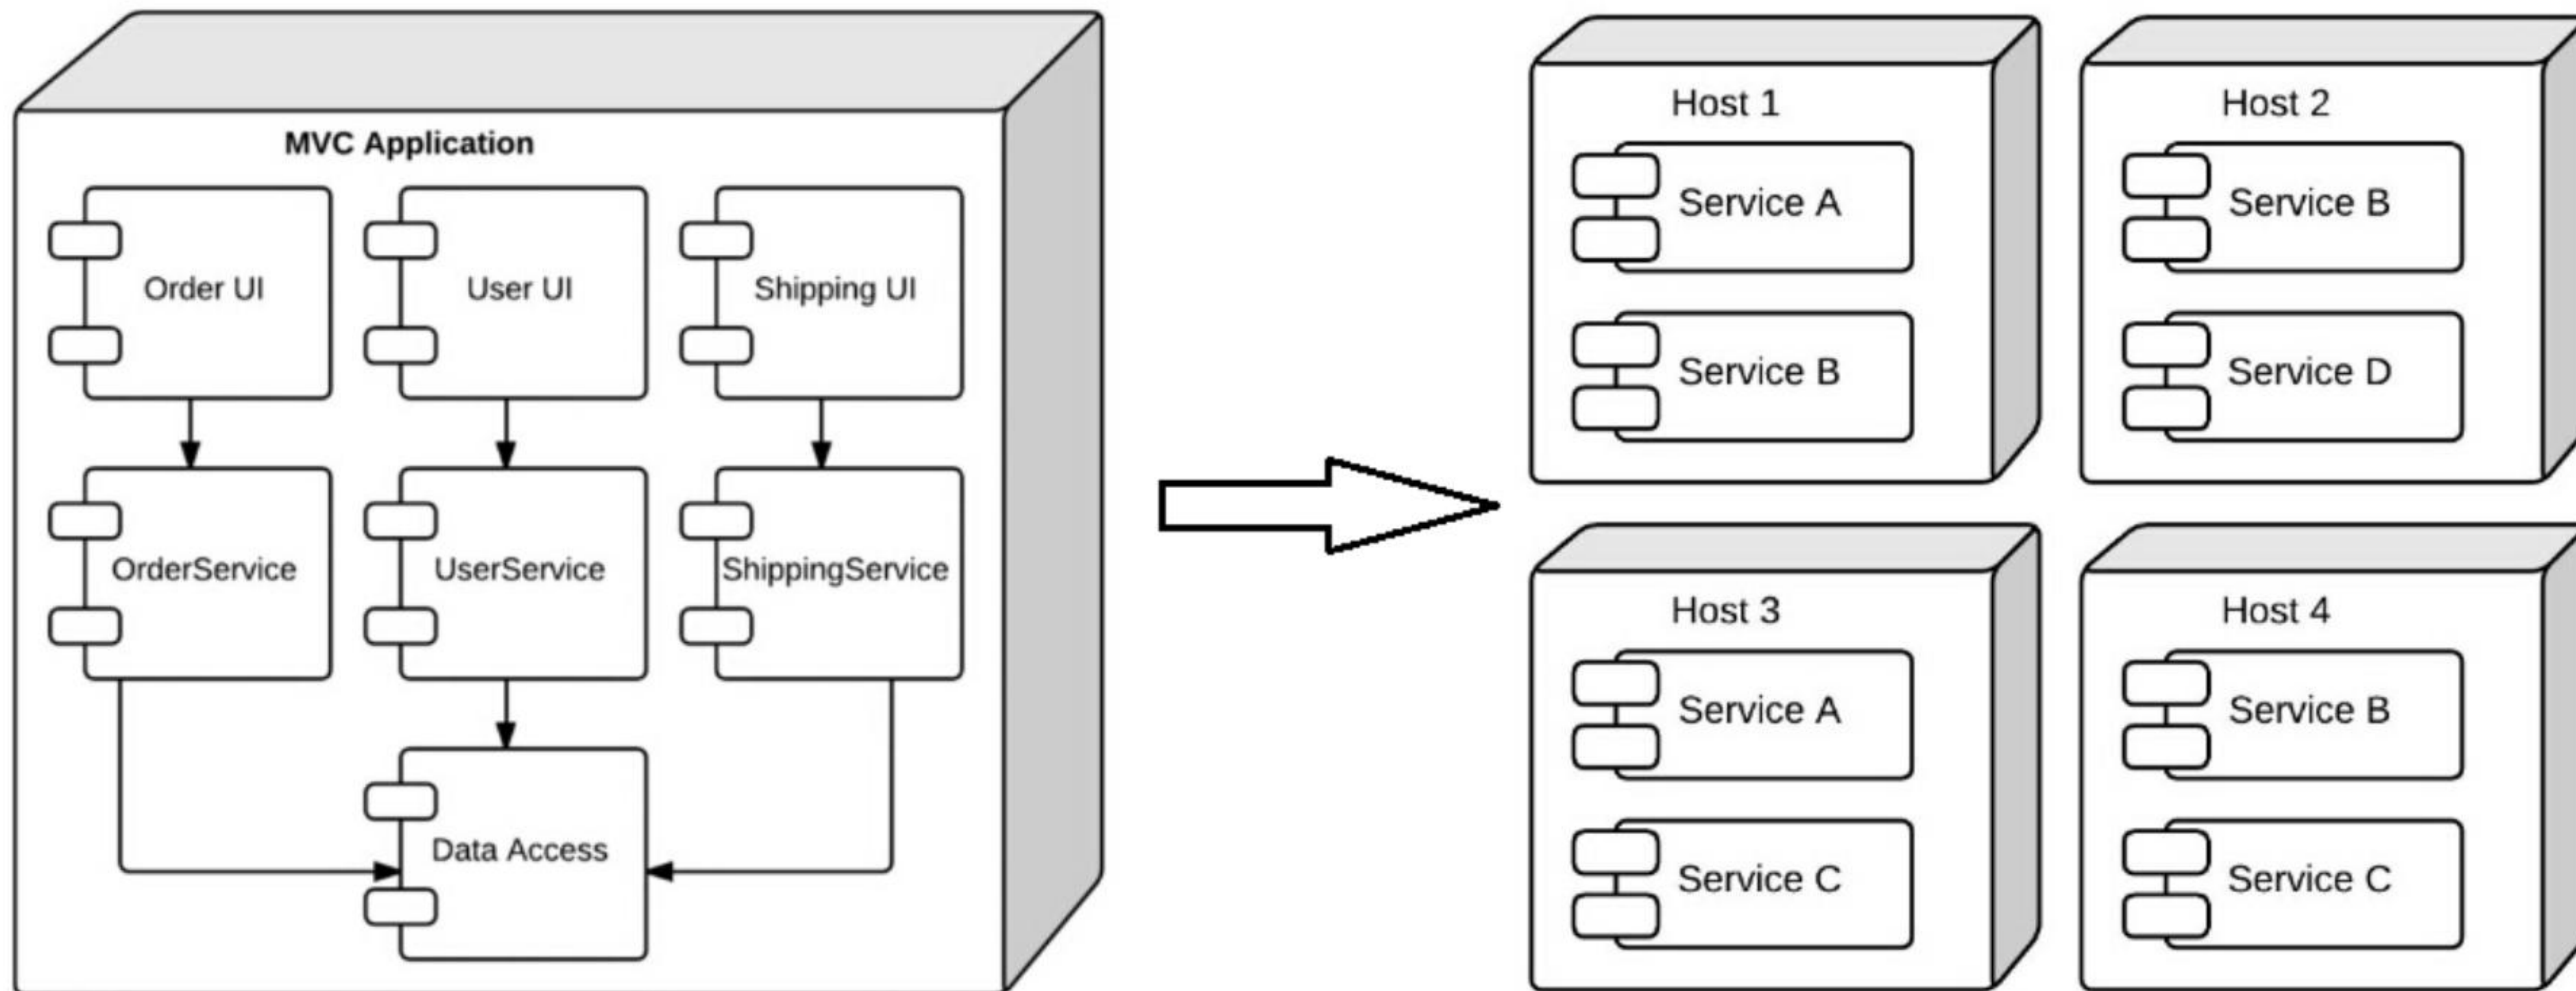 MVC Application
Order UI
User UI
Shipping UI
OrderService
UserService
ShippingService
Data Access
Host 1
Service A
Service B
Host 2
Service B
Service D
Host 3
Service A
Service C
Host 4
Service B
Service C